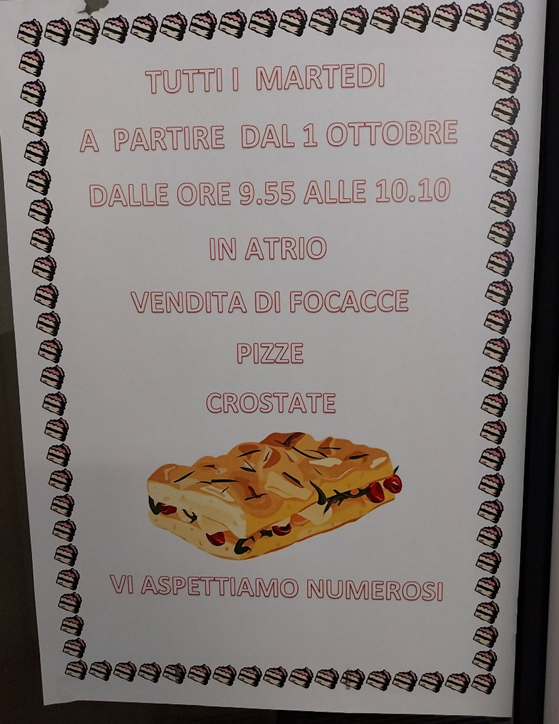 TUTTI I MARTEDI
A PARTIRE DAL 1 OTTOBRE
DALLE ORE 9.55 ALLE 10.10
IN ATRIO
VENDITA DI FOCACCE
PIZZE
CROSTATE
VI ASPETTIAMO NUMEROSI